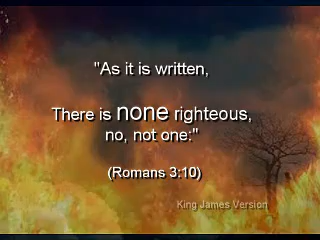 "As it is written,
There is none righteous,
no, not one:"
(Romans 3:10)
King James Version